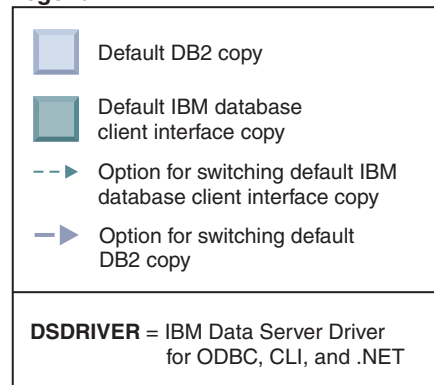 Default DB2 copy
Default IBM database
client interface copy
Option for switching default IBM
database client interface copy
Option for switching default
DB2 copy
DSDRIVER = IBM Data Server Driver
for ODBC, CLI, and .NET